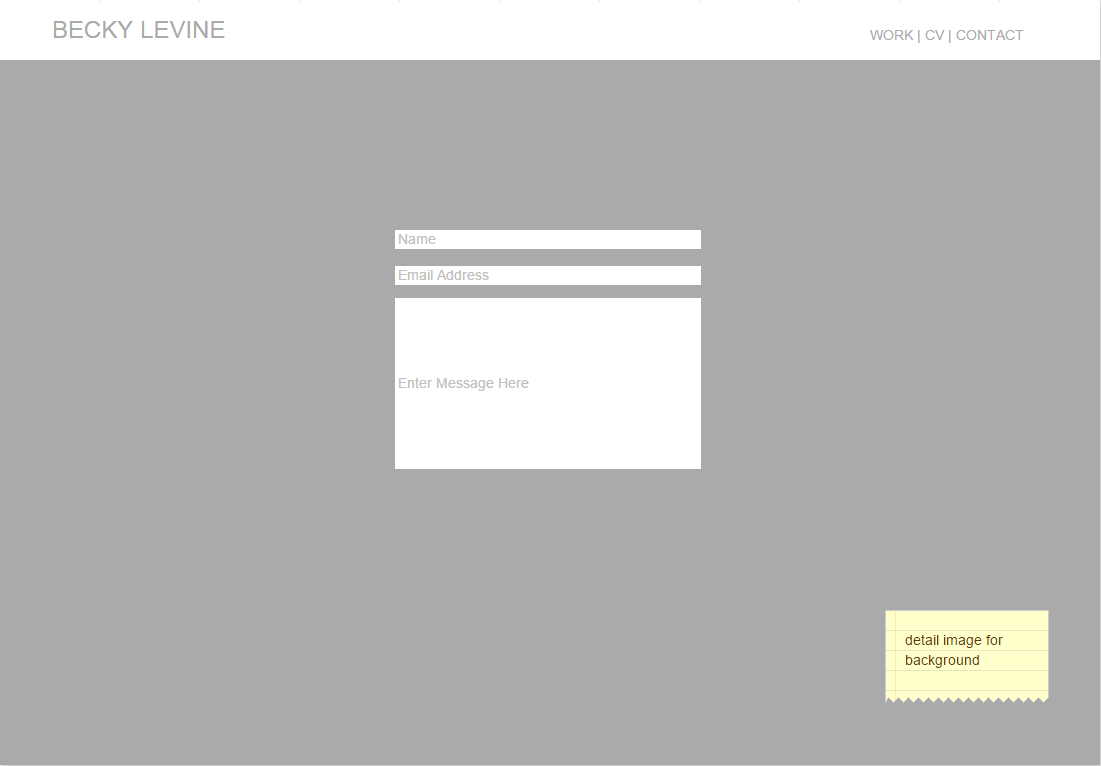 BECKY LEVINE
WORK | CV | CONTACT
Name
Email Address
Enter Message Here
detail image for
background